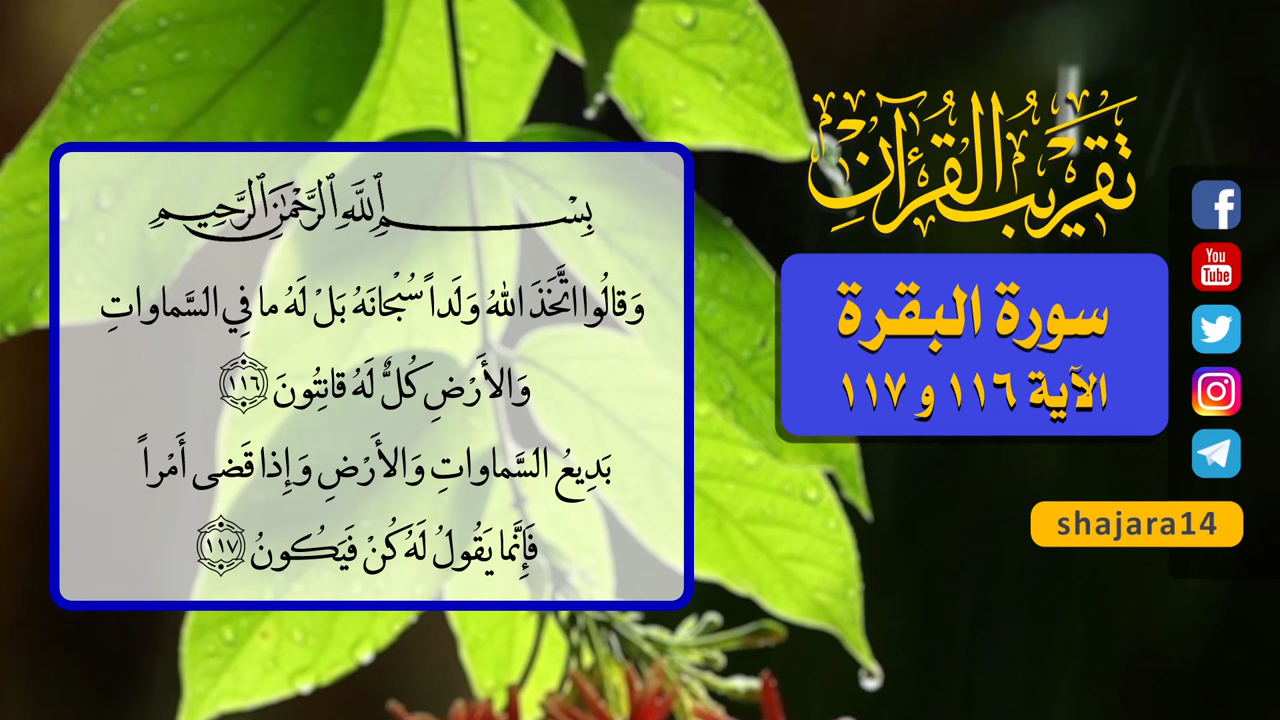 تقريب القرآن
سورة البقرة
الآية ١١٦ و ١١٧
بِسْمِ ٱللَّهِ ٱلرَّحْمَٰنِ ٱلرَّحِيمِ
وَقالُوا اتَّخَذَ اللهُ وَلَداً سُبْحانَهُ بَلْ لَهُ ما فِي السَّماواتِ
وَالأَرْضِ كُلٌّ لَهُ قانِتُونَ ١١٦
بَدِيعُ السَّماواتِ وَالأَرْضِ وَإِذا قَضى أَمْراً
فَإِنَّما يَقُولُ لَهُ كُنْ فَيَكُونُ ١١٧
You
Tube
shajara14